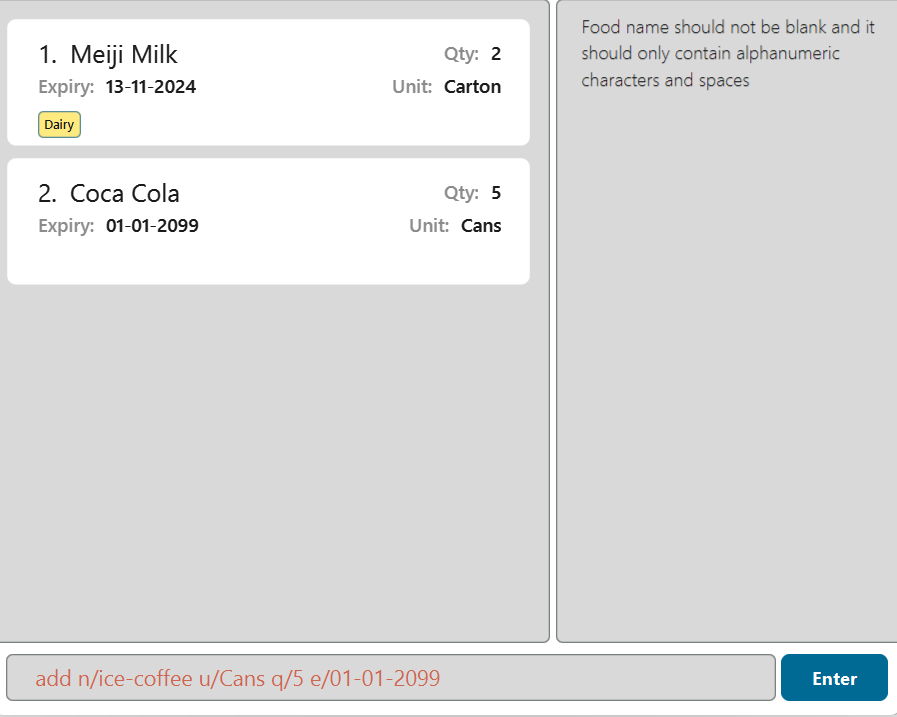 1. Meiji Milk
Qty: 2
Expiry: 13-11-2024
Unit: Carton
Dairy
2. Coca Cola
Qty: 5
Expiry: 01-01-2099
Unit: Cans
Food name should not be blank and it
should only contain alphanumeric
characters and spaces
add n/ice-coffee u/Cans q/5 e/01-01-2099
Enter